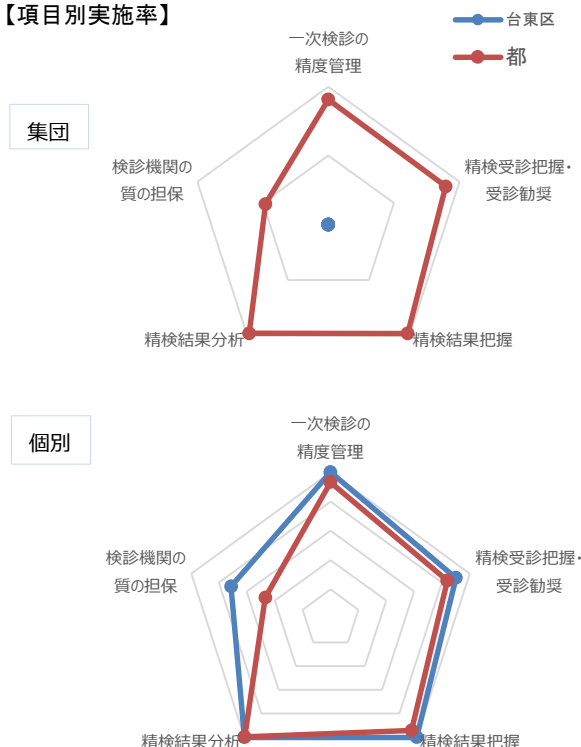 【項目別実施率】
台東区
都
集団
一次検診の
精度管理
検診機関の
質の担保
精検受診把握・
受診勧奨
精検結果分析
精検結果把握
個別
一次検診の
精度管理
検診機関の
質の担保
精検受診把握・
受診勧奨
精検結果分析
精検結果把握